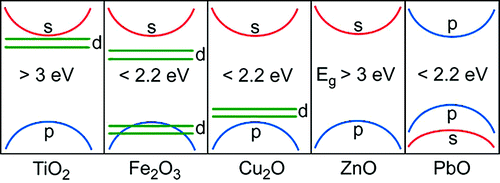 s s s s p
d d
> 3 eV < 2.2 eV < 2.2 eV Eg > 3 eV < 2.2 eV
d p
p p d p p s
TiO2 Fe2O3 Cu2O ZnO PbO